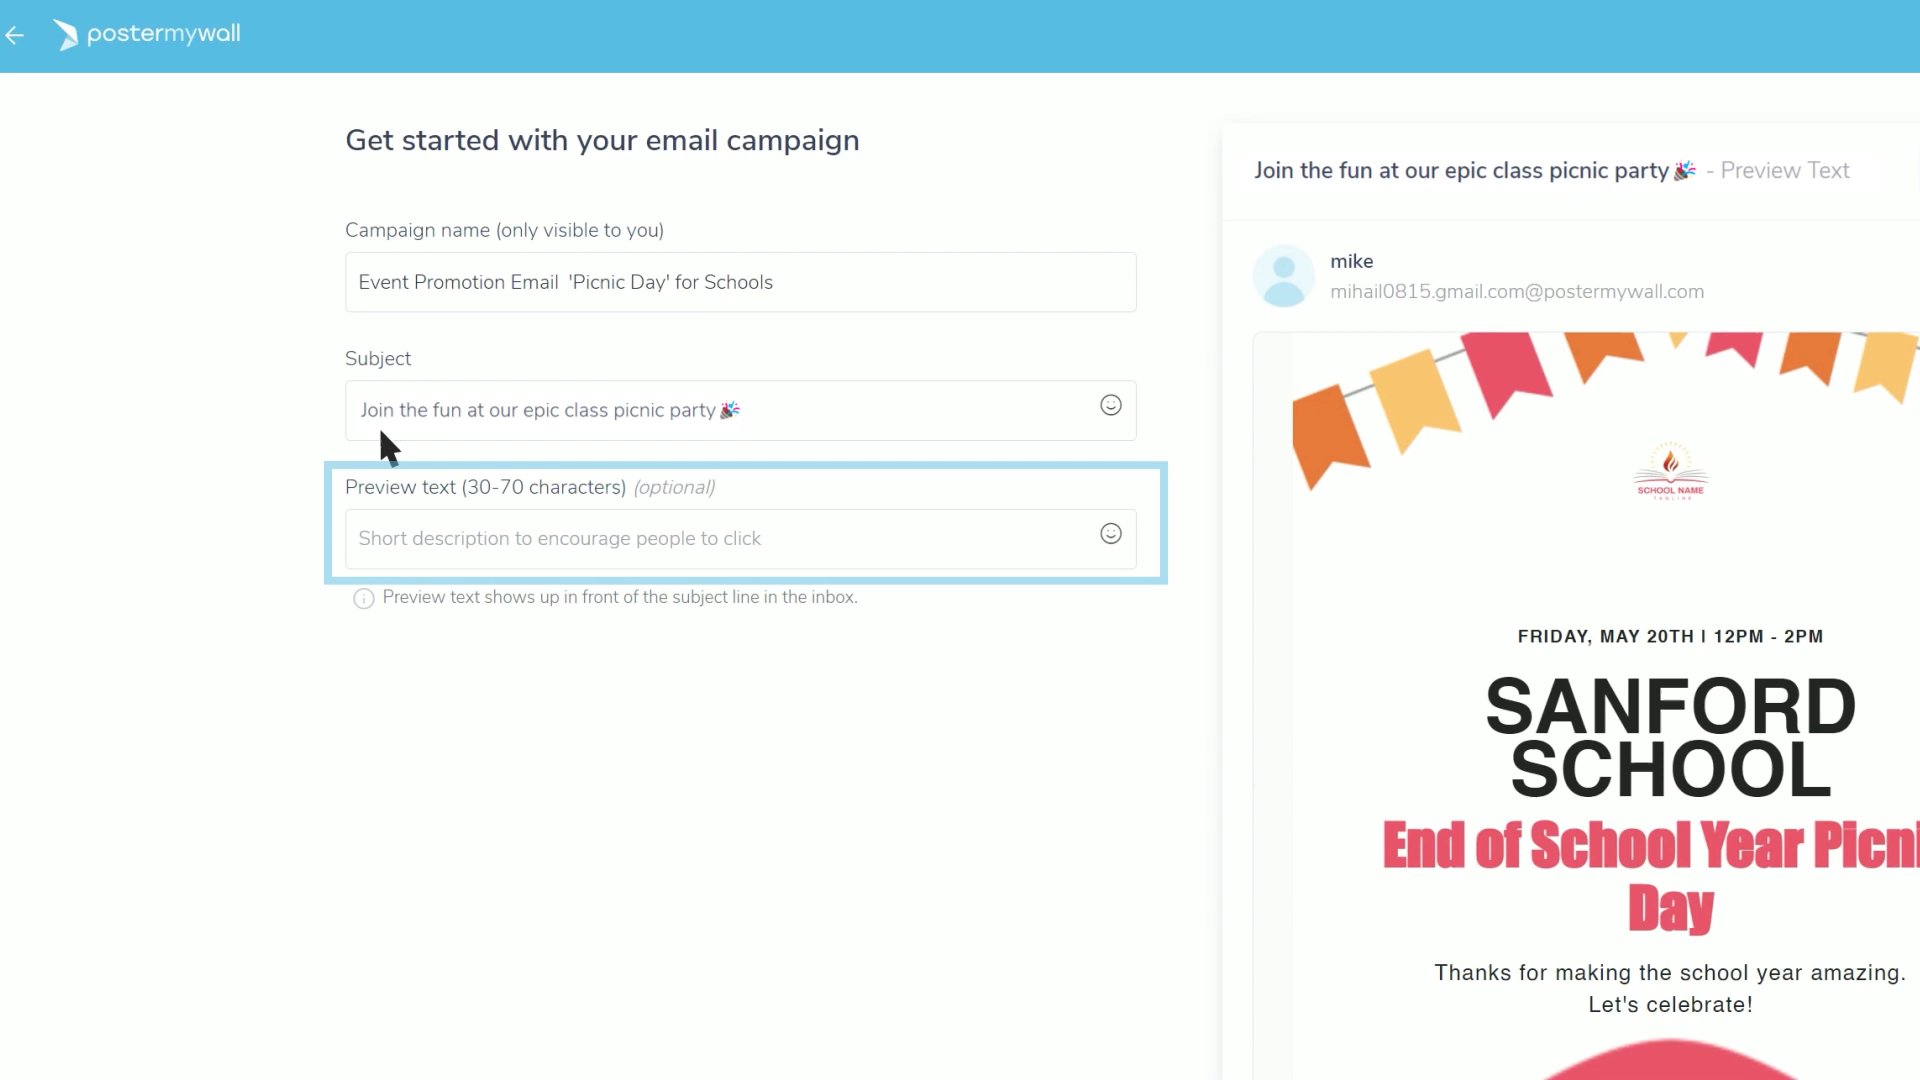 postermywall
Get started with your email campaign
Campaign name (only visible to you)
Event Promotion Email 'Picnic Day' for Schools
Subject
Join the fun at our epic class picnic party🎉
Preview text (30-70 characters) (optional)
Short description to encourage people to click
Preview text shows up in front of the subject line in the inbox.
Join the fun at our epic class picnic party🎉 - Preview Text
mike
mihail0815.gmail.com@postermywall.com
SCHOOL NAME
TAGLINE
FRIDAY, MAY 20TH | 12PM - 2PM
SANFORD
SCHOOL
End of School Year Picni
Day
Thanks for making the school year amazing.
Let's celebrate!